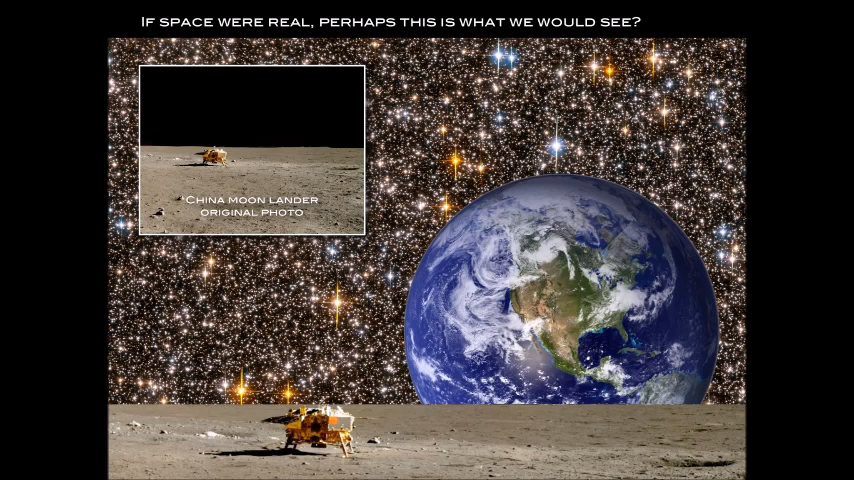 If space were real, perhaps this is what we would see?
*China moon lander
original photo